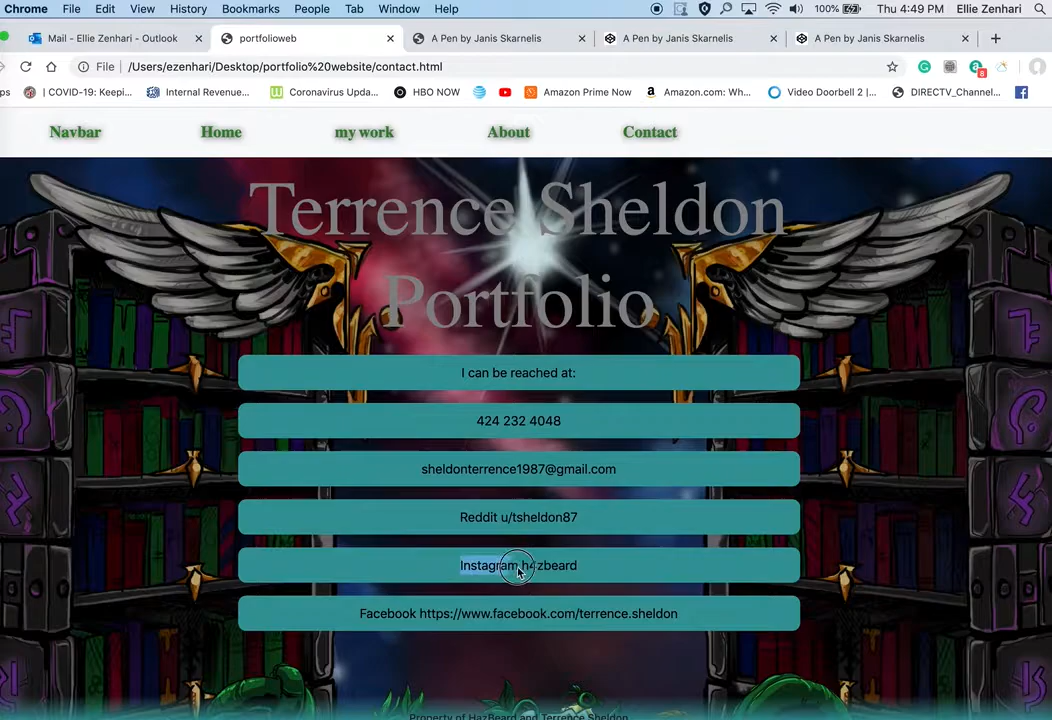 Chrome File Edit View History Bookmarks People Tab Window Help 100% Thu 4:49 PM Ellie Zenhari
Mail - Ellie Zenhari - Outlook portfolioweb A Pen by Janis Skarnelis A Pen by Janis Skarnelis A Pen by Janis Skarnelis
File /Users/ezenhari/Desktop/portfolio%20website/contact.html 8
ps | COVID-19: Keepi... Internal Revenue... Coronavirus Upda... HBO NOW Amazon Prime Now Amazon.com: Wh... Video Doorbell 2 |... DIRECTV_Channel...
Navbar Home my work About Contact
Terrence Sheldon
Portfolio
I can be reached at:
424 232 4048
sheldonterrence1987@gmail.com
Reddit u/tsheldon87
Instagram hazbeard
Facebook https://www.facebook.com/terrence.sheldon
Property of HazBeard and Terrence Sheldon